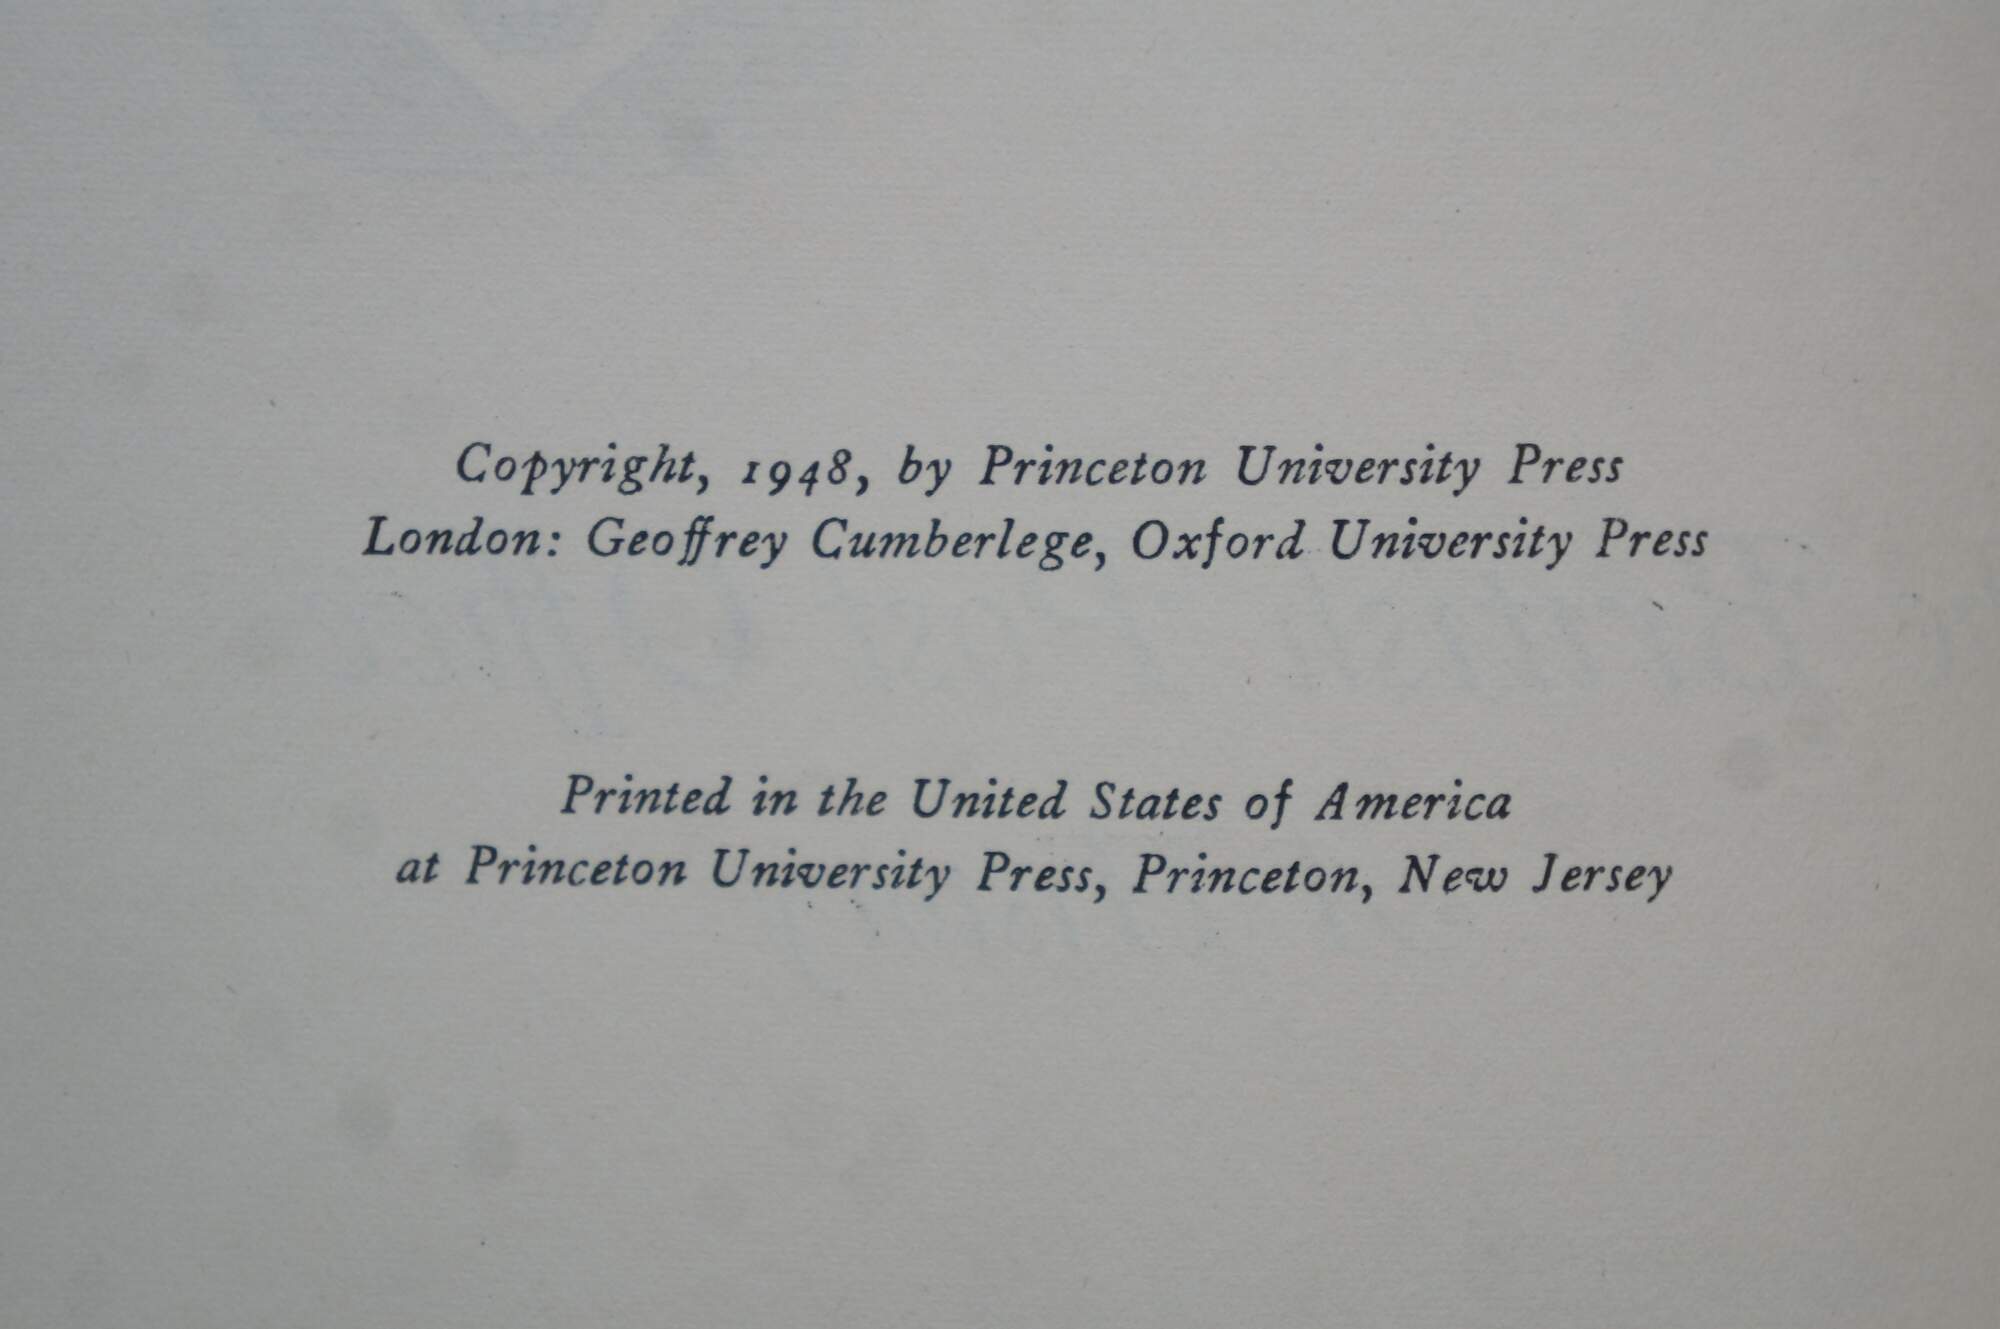 Copyright, 1948, by Princeton University Press
London: Geoffrey Cumberlege, Oxford University Press
Printed in the United States of America
at Princeton University Press, Princeton, New Jersey